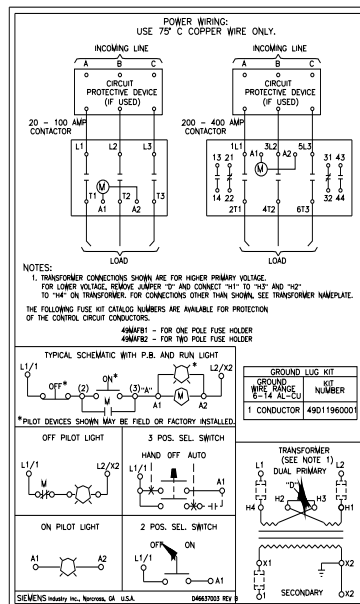 POWER WIRING:
USE 75° C COPPER WIRE ONLY.
INCOMING LINE
A B C
CIRCUIT
PROTECTIVE DEVICE
(IF USED)
20 - 100 AMP
CONTACTOR
L1 L2 L3
M
T1 T2 T3
A1 A2
LOAD
INCOMING LINE
A B C
CIRCUIT
PROTECTIVE DEVICE
(IF USED)
200 - 400 AMP
CONTACTOR
1L1 3L2 5L3
13 21 A1 A2 31 43
M
14 22 32 44
2T1 4T2 6T3
LOAD
NOTES:
1. TRANSFORMER CONNECTIONS SHOWN ARE FOR HIGHER PRIMARY VOLTAGE.
FOR LOWER VOLTAGE, REMOVE JUMPER "D" AND CONNECT "H1" TO "H3" AND "H2"
TO "H4" ON TRANSFORMER. FOR CONNECTIONS OTHER THAN SHOWN, SEE TRANSFORMER NAMEPLATE.
THE FOLLOWING FUSE KIT CATALOG NUMBERS ARE AVAILABLE FOR PROTECTION
OF THE CONTROL CIRCUIT CONDUCTORS.
49MAFB1 - FOR ONE POLE FUSE HOLDER
49MAFB2 - FOR TWO POLE FUSE HOLDER
TYPICAL SCHEMATIC WITH P.B. AND RUN LIGHT
L1/1 L2/X2
OFF* (2) ON* (3)"A" *
M A1 M A2
*PILOT DEVICES SHOWN MAY BE FIELD OR FACTORY INSTALLED.
GROUND LUG KIT
GROUND
WIRE RANGE
6-14 AL-CU
KIT
NUMBER
1 CONDUCTOR 49D11960001
OFF PILOT LIGHT
L1/1 L2/X2
M
3 POS. SEL. SWITCH
HAND OFF AUTO
L1/1 A1
ON PILOT LIGHT
A1 A2
2 POS. SEL. SWITCH
OFF ON
L1/1 A1
TRANSFORMER
(SEE NOTE 1)
L1 DUAL PRIMARY L2
"D"
H2 H3
H4 H1
X1 X2
SECONDARY
1 X2
SIEMENS Industry Inc., Norcross, GA U.S.A. D46637003 REV B